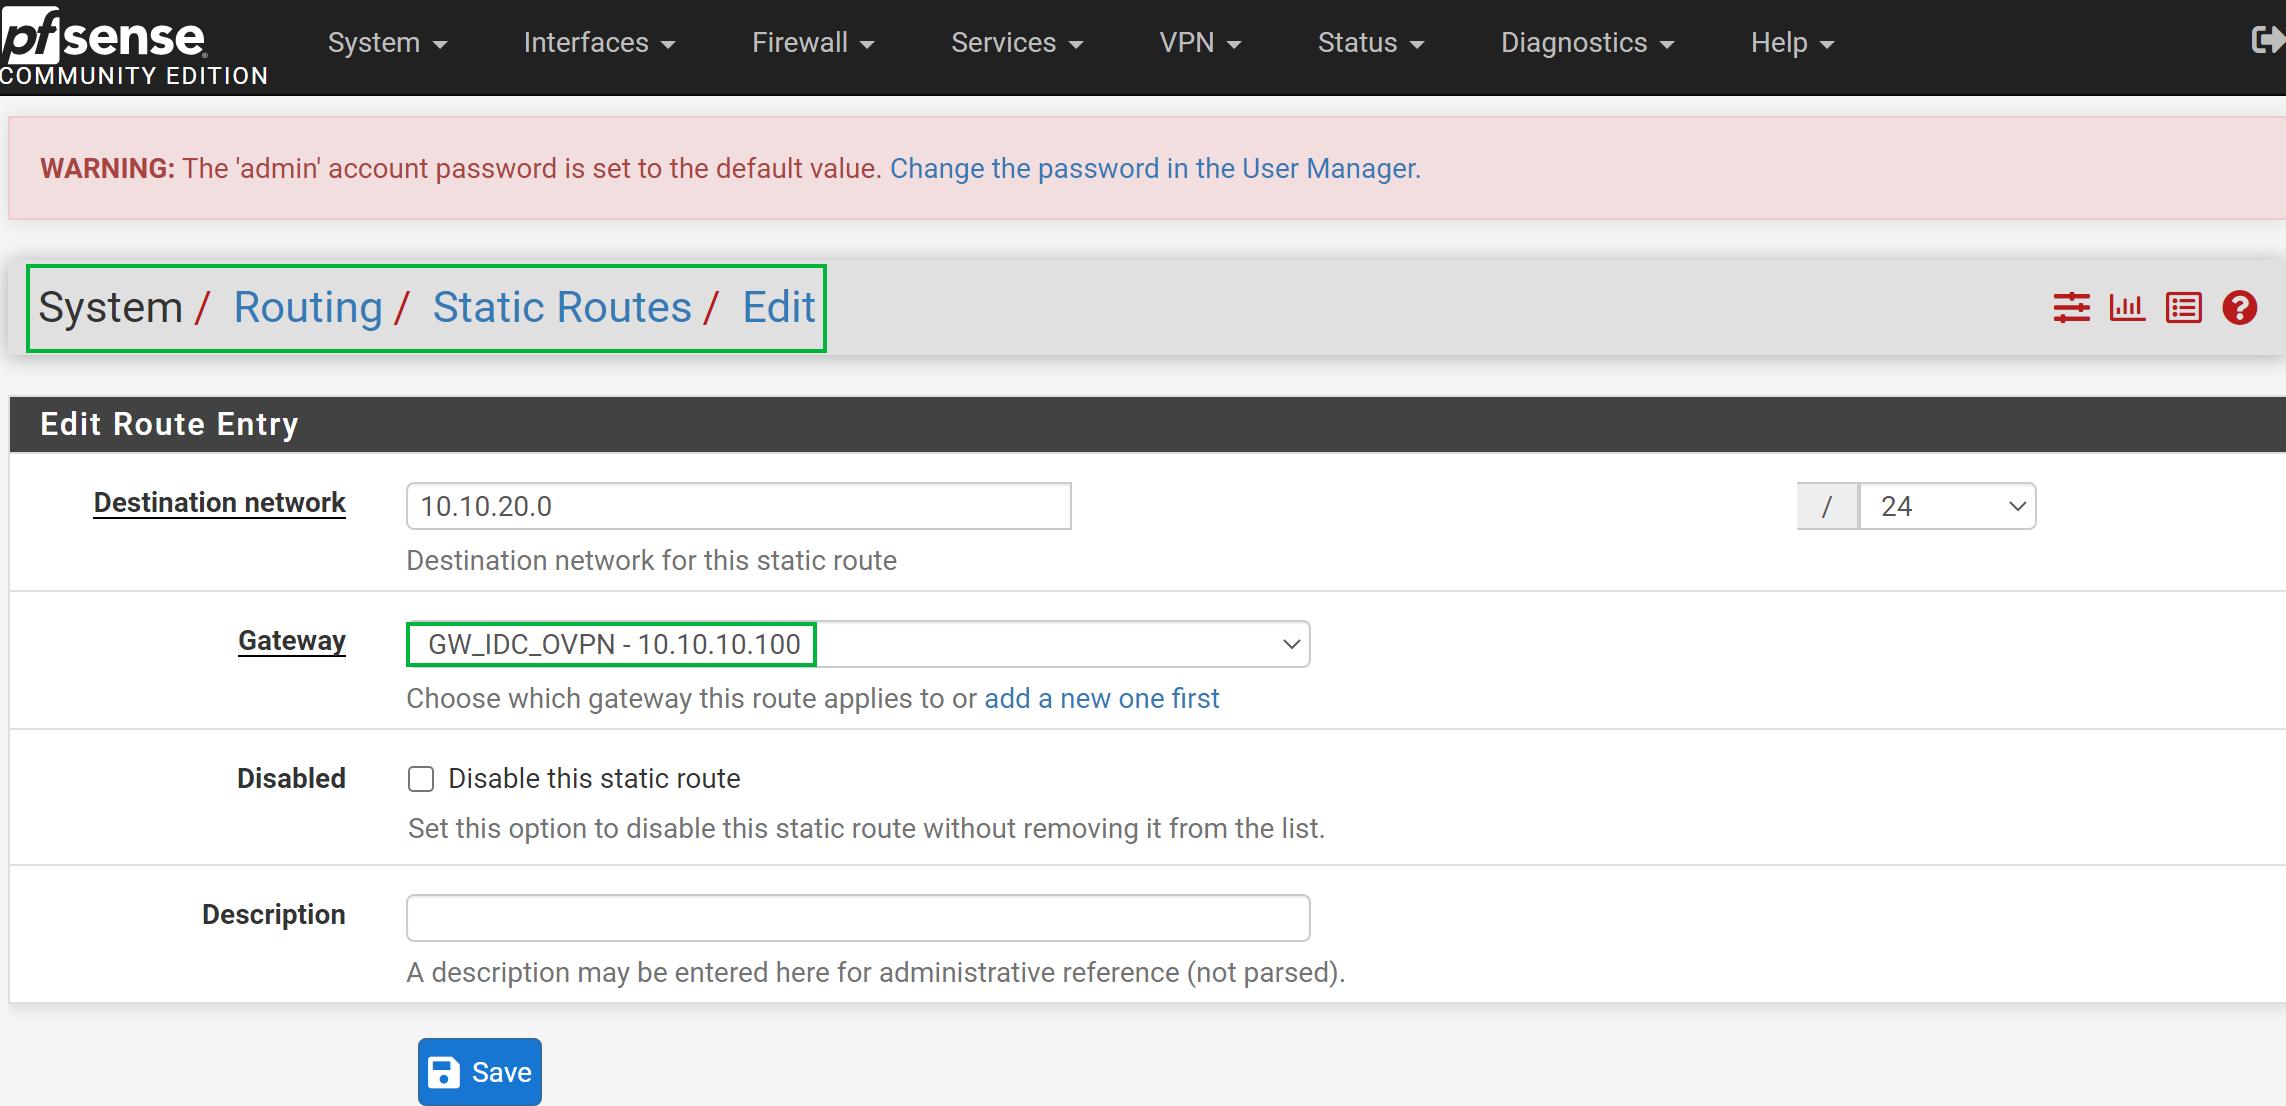 pfsense
COMMUNITY EDITION
System Interfaces Firewall Services VPN Status Diagnostics Help
WARNING: The 'admin' account password is set to the default value. Change the password in the User Manager.
System / Routing / Static Routes / Edit
Edit Route Entry
Destination network 10.10.20.0 / 24
Destination network for this static route
Gateway GW_IDC_OVPN - 10.10.10.100
Choose which gateway this route applies to or add a new one first
Disabled Disable this static route
Set this option to disable this static route without removing it from the list.
Description
A description may be entered here for administrative reference (not parsed).
Save